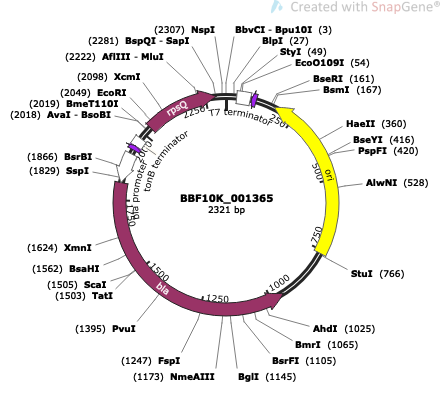 Created with SnapGene®
(2307) NspI
BbvCI - Bpu10I (3)
(2281) BspQI - SapI
BlpI (27)
(2222) AflIII - MluI
StyI (49)
EcoO109I (54)
(2098) XcmI
BseRI (161)
(2049) EcoRI
BsmI (167)
(2019) BmeT110I
(2018) AvaI - BsoBI
HaeII (360)
BseYI (416)
PspFI (420)
(1866) BsrBI
(1829) SspI
AlwNI (528)
rpsQ
T7 terminator
2250
250
tonB terminator
bla promoter
ori
500
BBF10K_001365
2321 bp
1750
750
(1624) XmnI
(1562) BsaHI
(1505) ScaI
(1503) TatI
StuI (766)
1500
1000
1250
bla
(1395) PvuI
AhdI (1025)
BmrI (1065)
(1247) FspI
BsrFI (1105)
(1173) NmeAIII
BglI (1145)